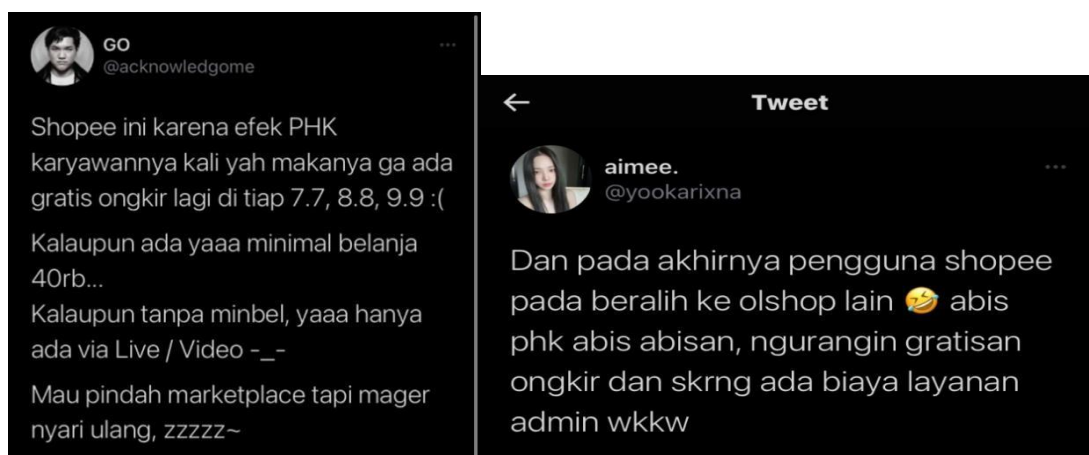 GO
@acknowledgome
Shopee ini karena efek PHK
karyawannya kali yah makanya ga ada
gratis ongkir lagi di tiap 7.7, 8.8, 9.9 :(
Kalaupun ada yaaa minimal belanja
40rb...
Kalaupun tanpa minbel, yaaa hanya
ada via Live / Video -_-
Mau pindah marketplace tapi mager
nyari ulang, zzzzz~
Tweet
aimee.
@yookarixna
Dan pada akhirnya pengguna shopee
pada beralih ke olshop lain 🤣 abis
phk abis abisan, ngurangin gratisan
ongkir dan skrng ada biaya layanan
admin wkkw